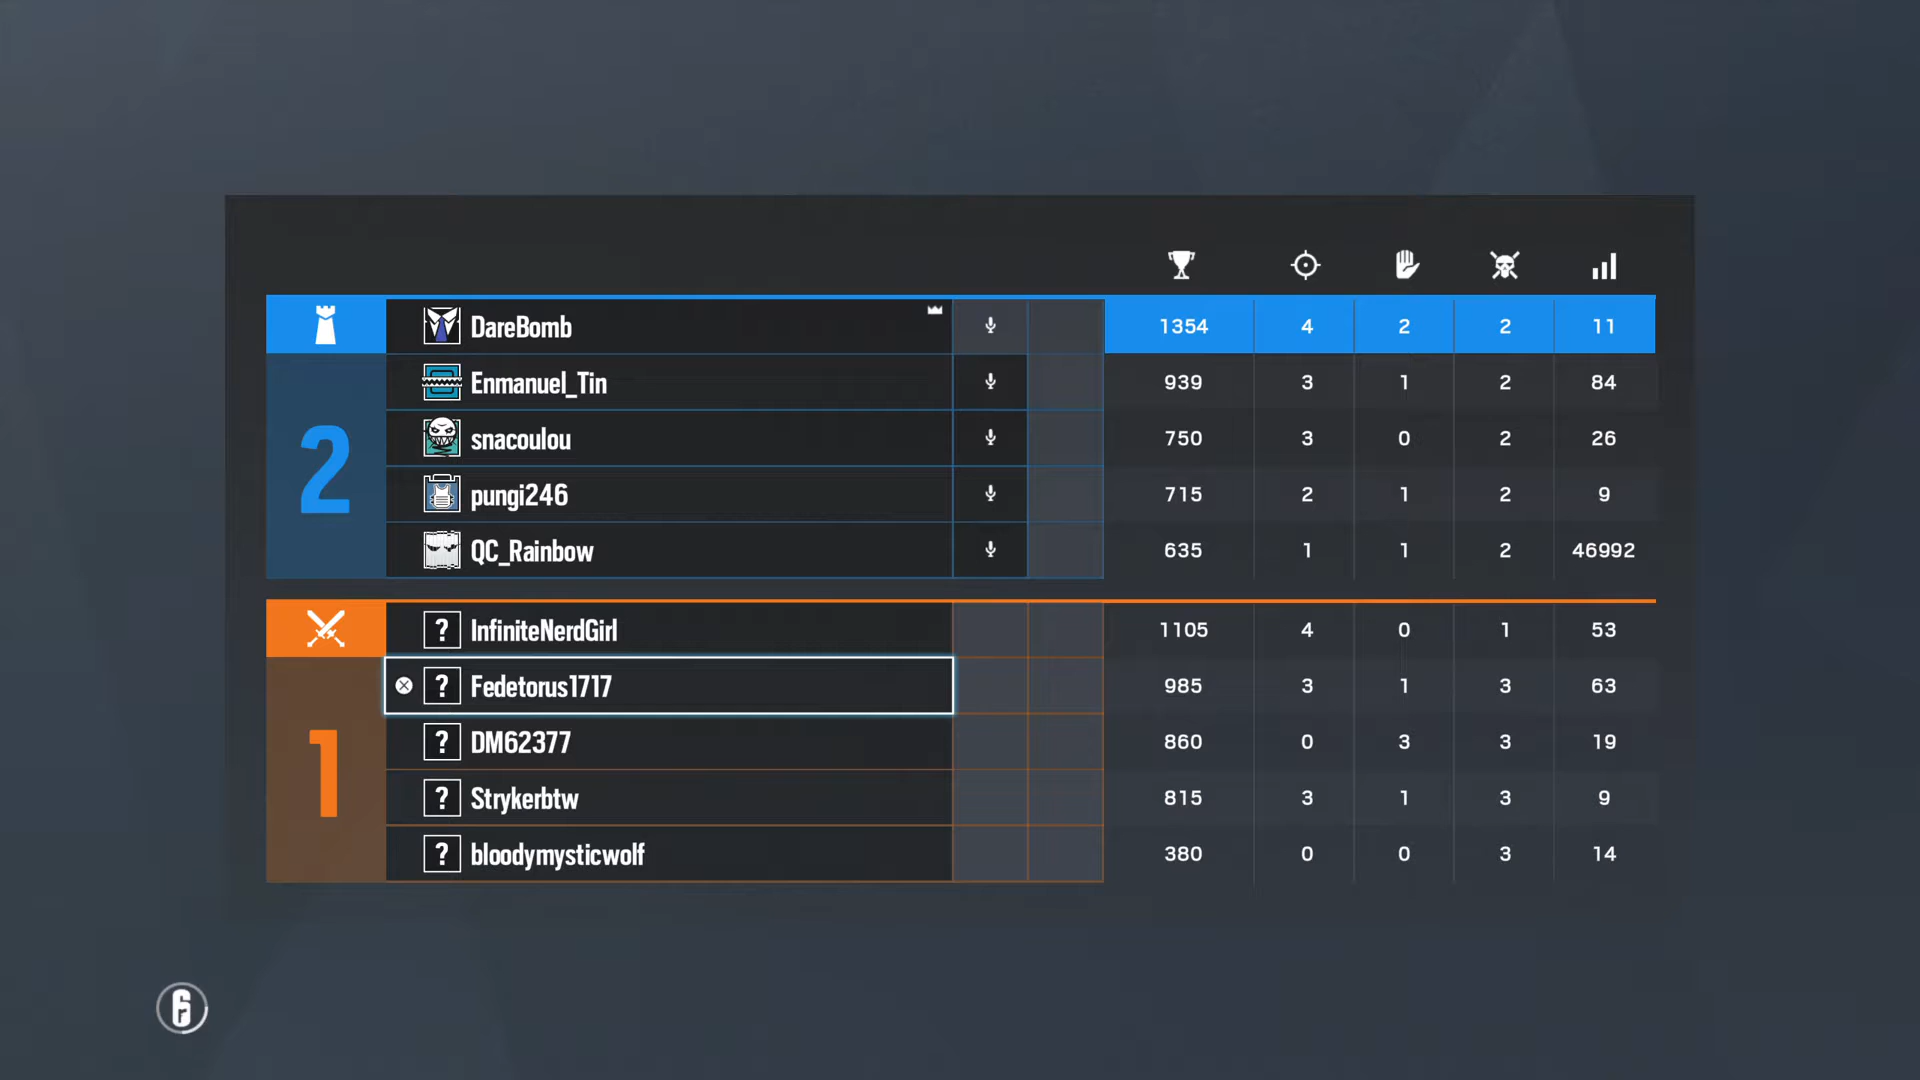 DareBomb 1354 4 2 2 11
Enmanuel_Tin 939 3 1 2 84
2
snacoulou 750 3 0 2 26
pungi246 715 2 1 2 9
QC_Rainbow 635 1 1 2 46992
? InfiniteNerdGirl 1105 4 0 1 53
? Fedetorus1717 985 3 1 3 63
1
? DM62377 860 0 3 3 19
? Strykerbtw 815 3 1 3 9
? bloodymysticwolf 380 0 0 3 14
6